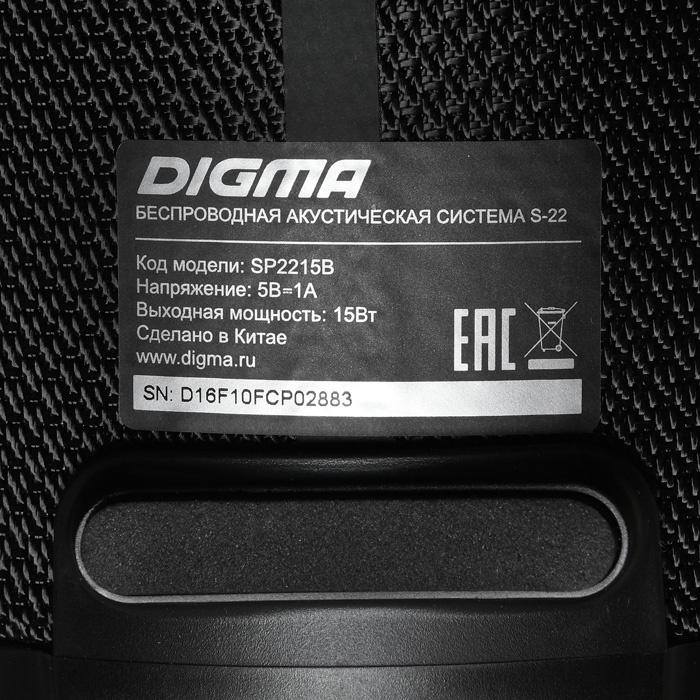 DIGMA
БЕСПРОВОДНАЯ АКУСТИЧЕСКАЯ СИСТЕМА S-22
Код модели: SP2215B
Напряжение: 5В=1А
Выходная мощность: 15Вт
Сделано в Китае
www.digma.ru
EAC
SN: D16F10FCP02883